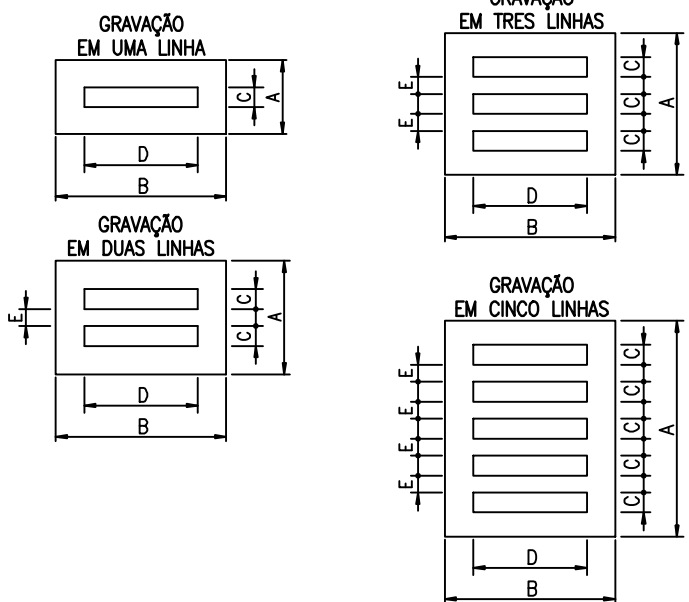 GRAVAÇÃO
EM UMA LINHA
C
A
D
B
GRAVAÇÃO
EM TRES LINHAS
E
E
C
C
C
A
D
B
GRAVAÇÃO
EM DUAS LINHAS
E
C
C
A
D
B
GRAVAÇÃO
EM CINCO LINHAS
E
E
E
E
C
C
C
C
C
A
D
B